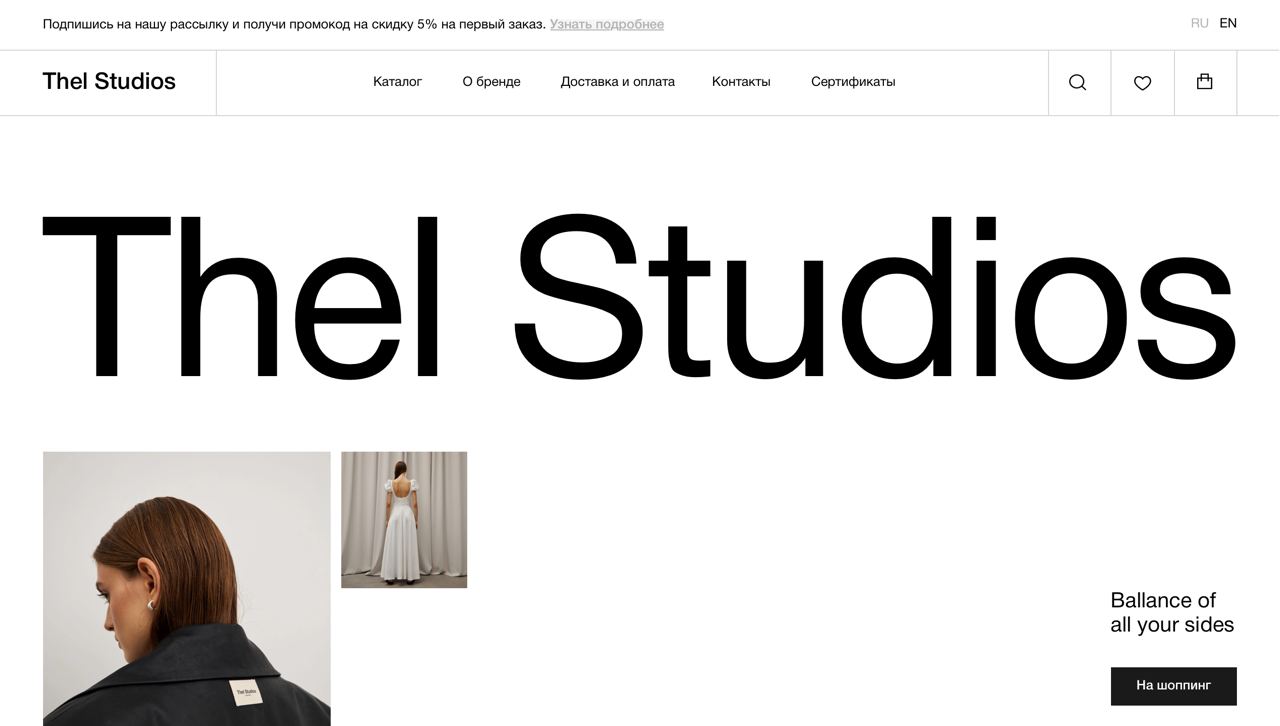 Подпишись на нашу рассылку и получи промокод на скидку 5% на первый заказ. Узнать подробнее
RU EN
Thel Studios
Каталог О бренде Доставка и оплата Контакты Сертификаты
Thel Studios
Thel Studios
Ballance of
all your sides
На шоппинг